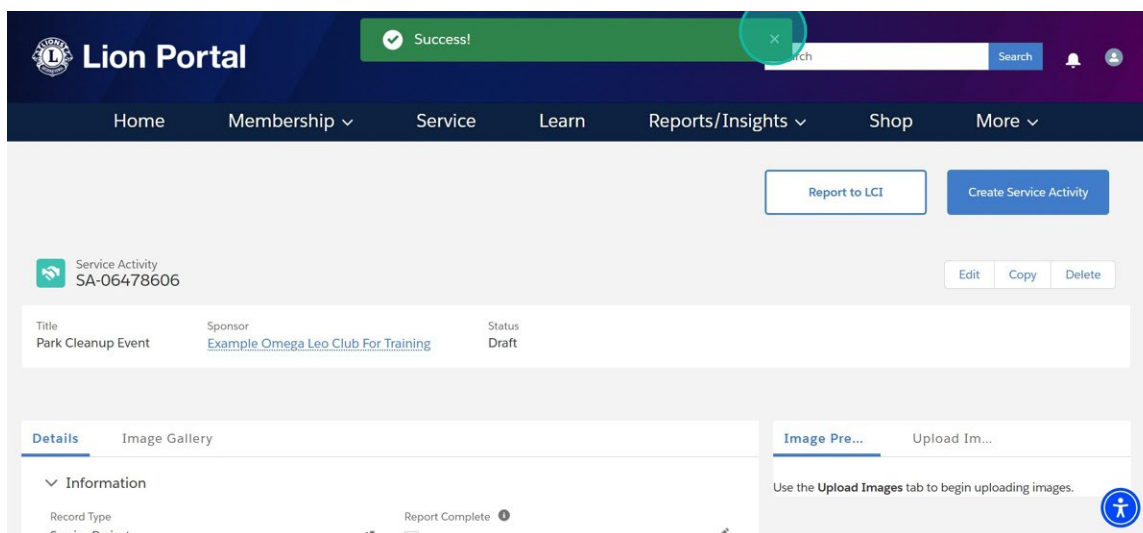 Success!
Lion Portal
Search
Home Membership Service Learn Reports/Insights Shop More
Report to LCI
Create Service Activity
Service Activity
SA-06478606
Edit Copy Delete
Title Sponsor Status
Park Cleanup Event Example Omega Leo Club For Training Draft
Details Image Gallery
Image Pre... Upload Im...
Information
Use the Upload Images tab to begin uploading images.
Record Type Report Complete